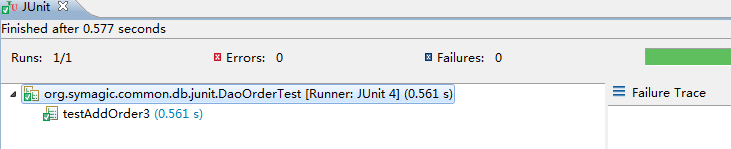 JUnit
Finished after 0.577 seconds
Runs: 1/1 Errors: 0 Failures: 0
org.symagic.common.db.junit.DaoOrderTest [Runner: JUnit 4] (0.561 s)
Failure Trace
testAddOrder3 (0.561 s)